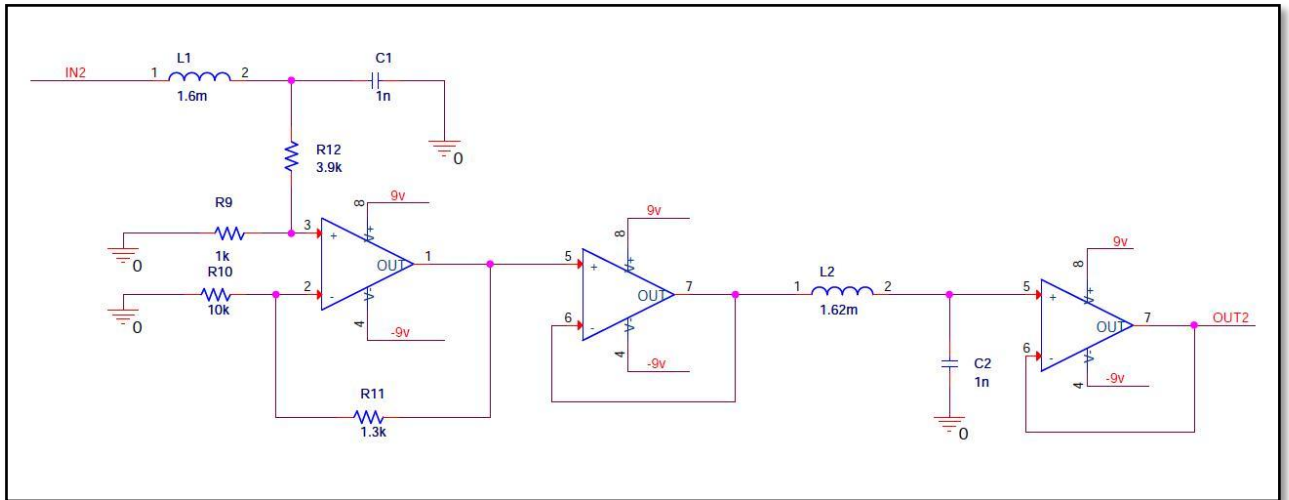 L1
C1
IN2
1
2
1.6m
1n
0
R12
3.9k
R9
1k
0
R10
10k
0
3
+
2
-
8
V+
9v
OUT
1
V-
4
-9v
R11
1.3k
5
+
6
-
8
V+
9v
OUT
7
V-
4
-9v
L2
1
2
1.62m
C2
1n
0
5
+
6
-
8
V+
9v
OUT
7
OUT2
V-
4
-9v